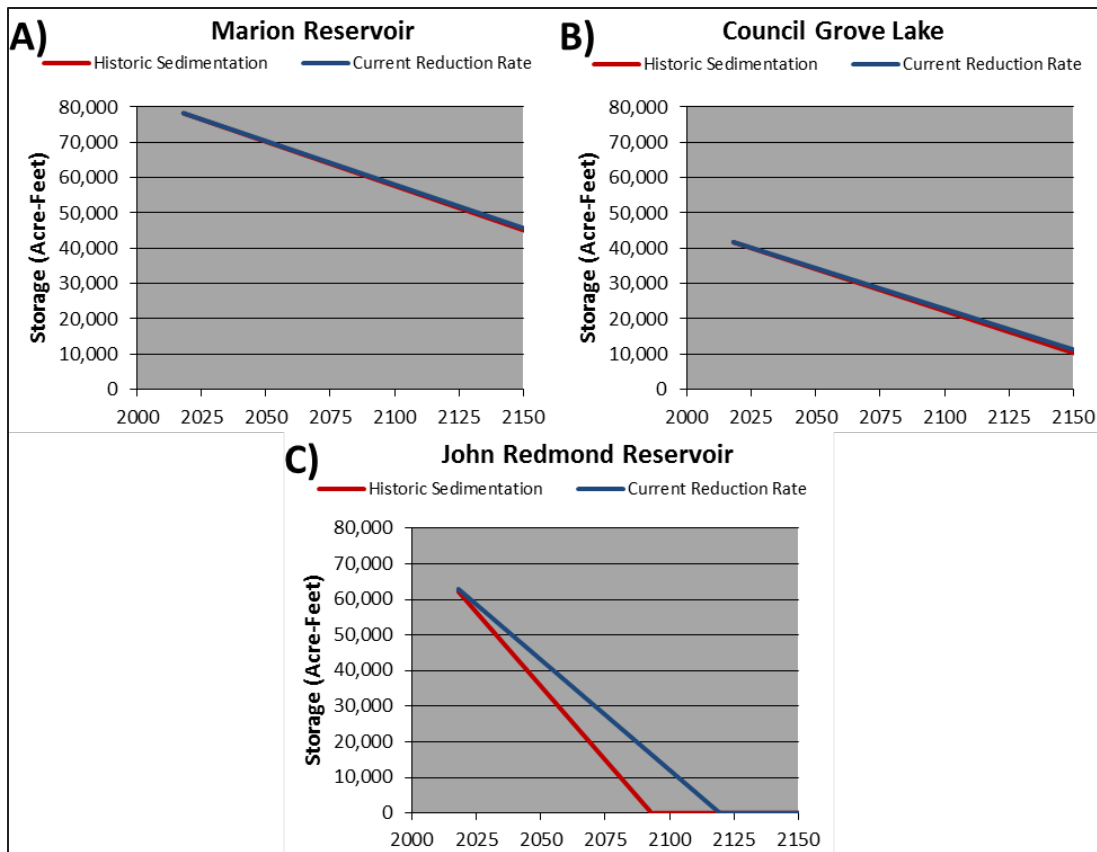 A)
Marion Reservoir
Historic Sedimentation Current Reduction Rate
Storage (Acre-Feet)
80,000
70,000
60,000
50,000
40,000
30,000
20,000
10,000
0
2000 2025 2050 2075 2100 2125 2150
B)
Council Grove Lake
Historic Sedimentation Current Reduction Rate
Storage (Acre-Feet)
80,000
70,000
60,000
50,000
40,000
30,000
20,000
10,000
0
2000 2025 2050 2075 2100 2125 2150
C)
John Redmond Reservoir
Historic Sedimentation Current Reduction Rate
Storage (Acre-Feet)
80,000
70,000
60,000
50,000
40,000
30,000
20,000
10,000
0
2000 2025 2050 2075 2100 2125 2150